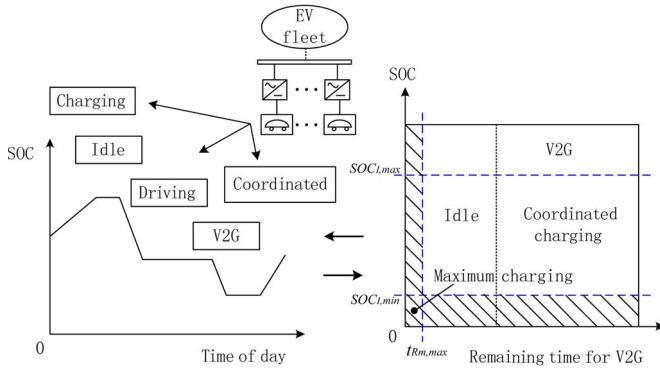 EV
fleet
Charging
Idle
Driving
Coordinated
V2G
SOC
0
Time of day
SOC
SOCl,max
SOCl,min
V2G
Idle
Coordinated
charging
Maximum charging
0
tRm,max
Remaining time for V2G